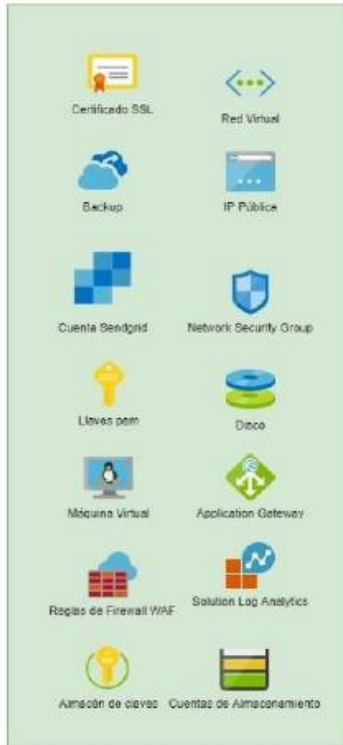 Certificado SSL
Red Virtual
Backup
IP Pública
Cuenta Sendgrid
Network Security Group
Llaves pem
Disco
Máquina Virtual
Application Gateway
Reglas de Firewall WAF
Solution Log Analytics
Almacén de claves
Cuentas de Almacenamiento